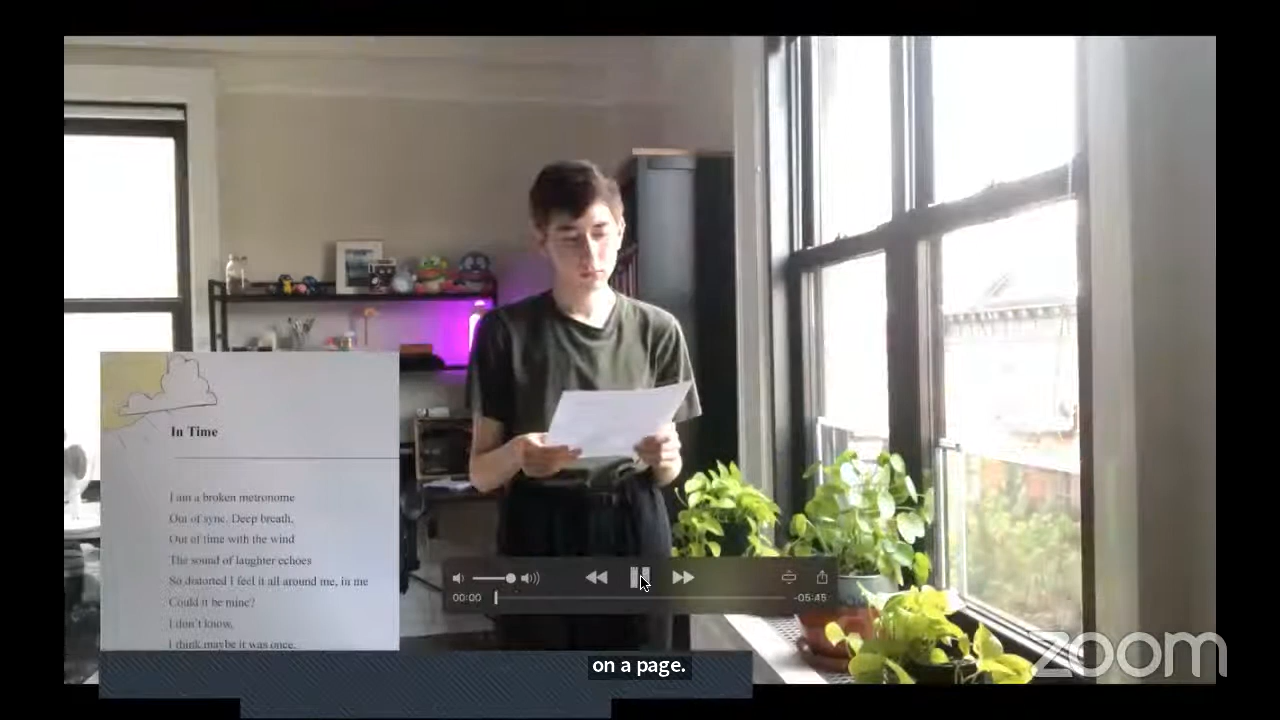 In Time
I am a broken metronome
Out of sync. Deep breath.
Out of time with the wind
The sound of laughter echoes
So distorted I feel it all around me, in me
Could it be mine?
I don't know,
I think maybe it was once.
00:00
-05:45
on a page.
zoom